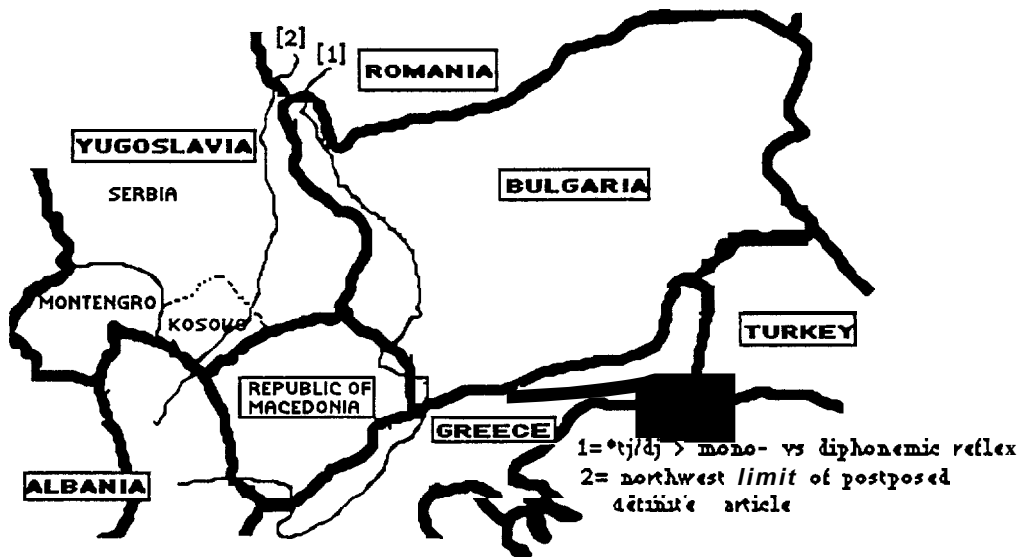 [2]
[1]
ROMANIA
YUGOSLAVIA
SERBIA
BULGARIA
MONTENGRO
KOSOVO
TURKEY
REPUBLIC OF
MACEDONIA
GREECE
1= *tj/dj > mono- vs diphonemic reflex
ALBANIA
2= northwest limit of postposed
definite article